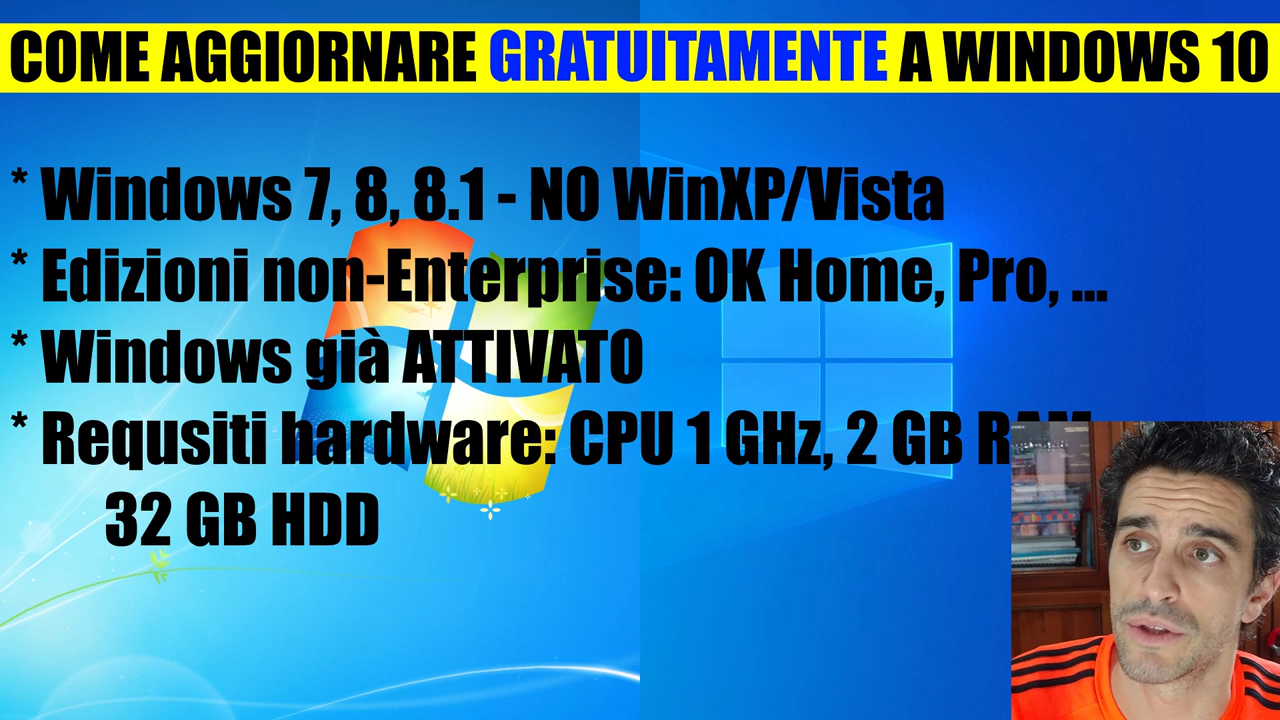 COME AGGIORNARE GRATUITAMENTE A WINDOWS 10
* Windows 7, 8, 8.1 - NO WinXP/Vista
* Edizioni non-Enterprise: OK Home, Pro, ...
* Windows già ATTIVATO
* Requsiti hardware: CPU 1 GHz, 2 GB RAM
32 GB HDD